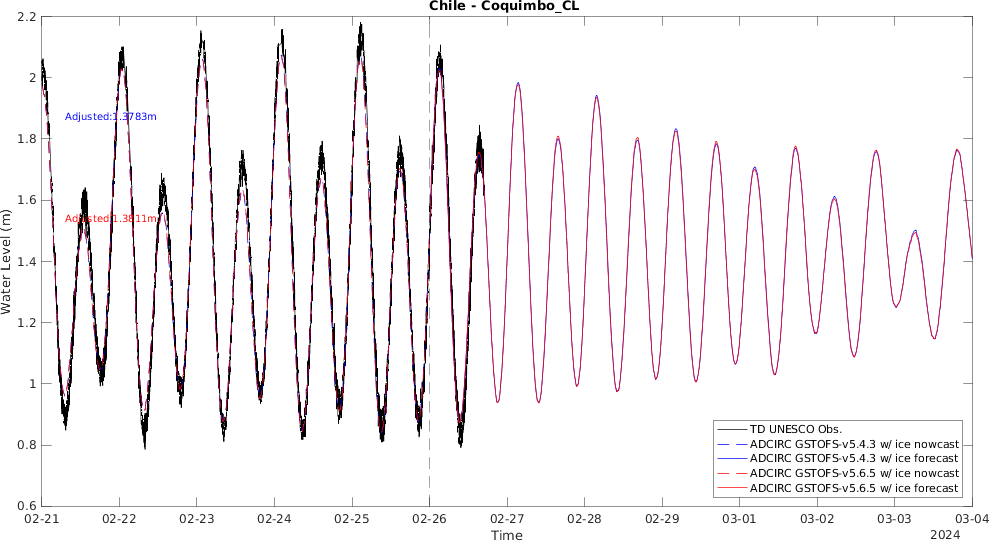 Chile - Coquimbo_CL
2.2
2
1.8
1.6
1.4
1.2
1
0.8
0.6
Water Level (m)
Adjusted:1.3783m
Adjusted:1.3811m
TD UNESCO Obs.
ADCIRC GSTOFS-v5.4.3 w/ ice nowcast
ADCIRC GSTOFS-v5.4.3 w/ ice forecast
ADCIRC GSTOFS-v5.6.5 w/ ice nowcast
ADCIRC GSTOFS-v5.6.5 w/ ice forecast
02-21 02-22 02-23 02-24 02-25 02-26 02-27 02-28 02-29 03-01 03-02 03-03 03-04
Time
2024